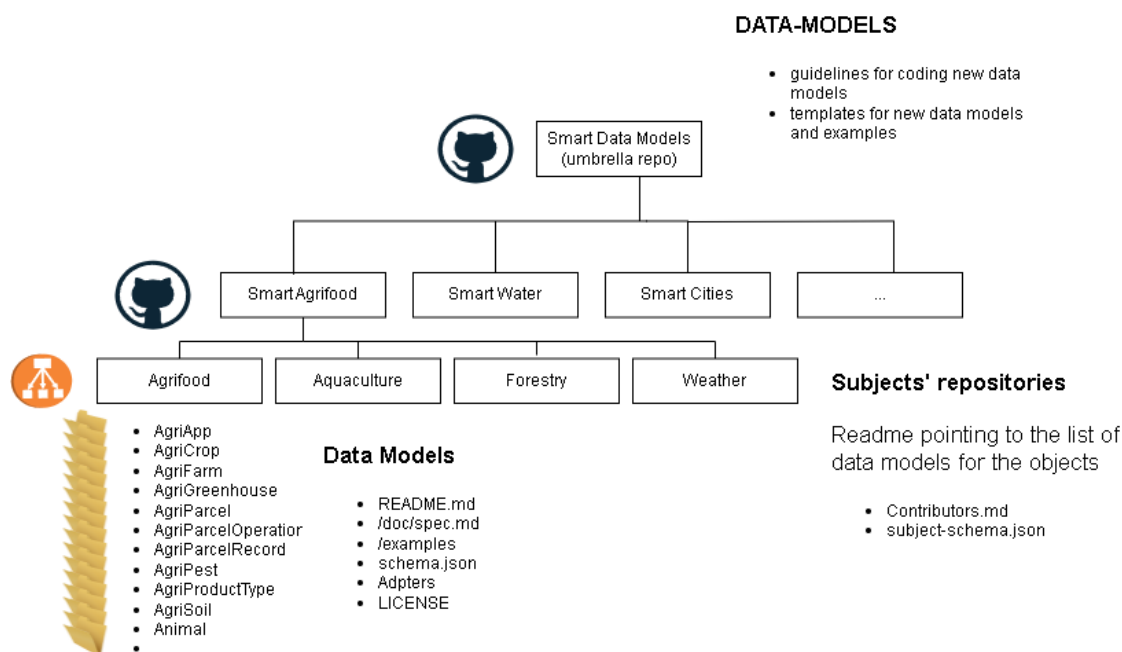 DATA-MODELS
• guidelines for coding new data
models
• templates for new data models
and examples
Smart Data Models
(umbrella repo)
Smart Agrifood
Smart Water
Smart Cities
...
Agrifood
Aquaculture
Forestry
Weather
• AgriApp
• AgriCrop
• AgriFarm
• AgriGreenhouse
• AgriParcel
• AgriParcelOperation
• AgriParcelRecord
• AgriPest
• AgriProductType
• AgriSoil
• Animal
•
Data Models
• README.md
• /doc/spec.md
• /examples
• schema.json
• Adpters
• LICENSE
Subjects' repositories
Readme pointing to the list of
data models for the objects
• Contributors.md
• subject-schema.json